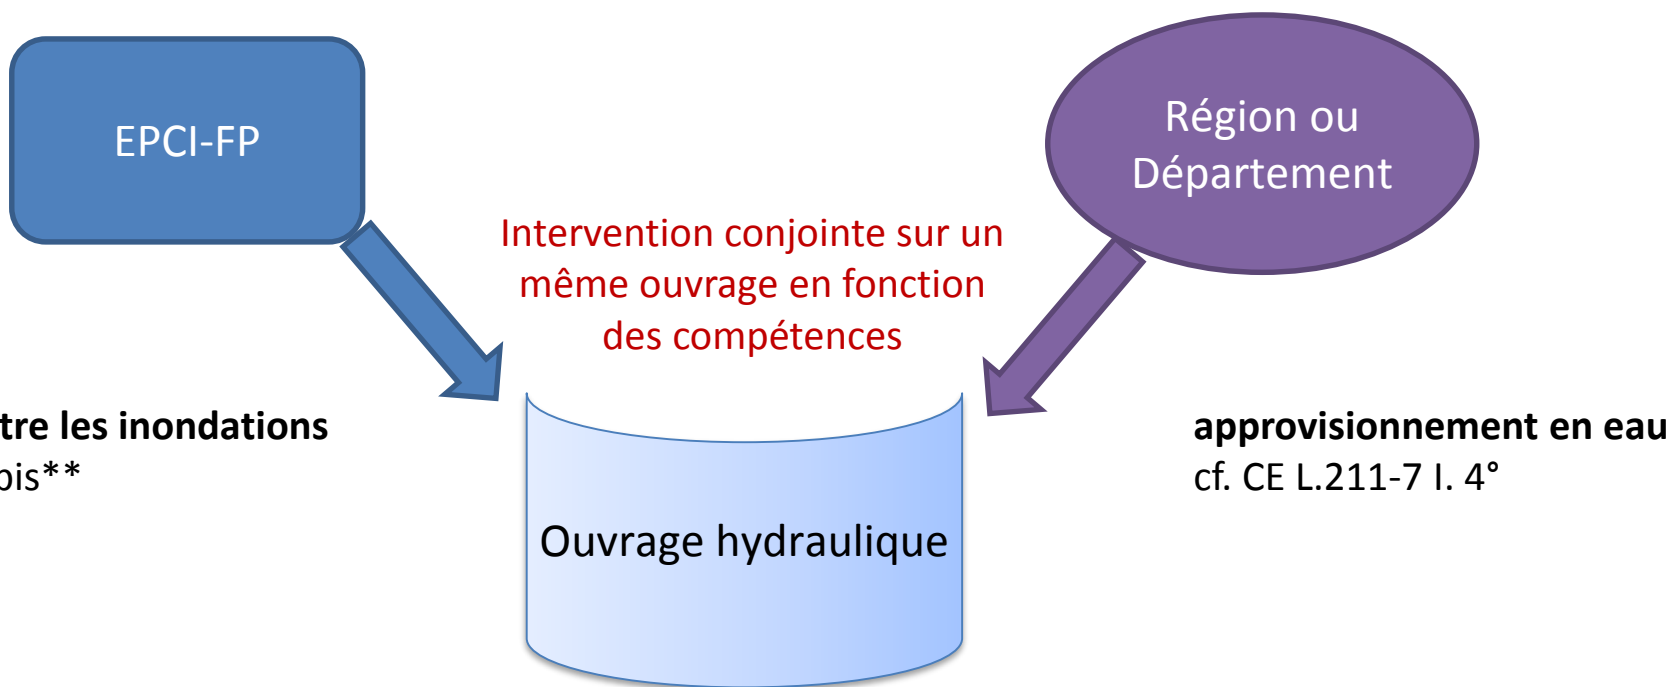 EPCI-FP
Région ou
Département
Intervention conjointe sur un
même ouvrage en fonction
des compétences
tre les inondations
bis**
approvisionnement en eau
cf. CE L.211-7 I. 4°
Ouvrage hydraulique